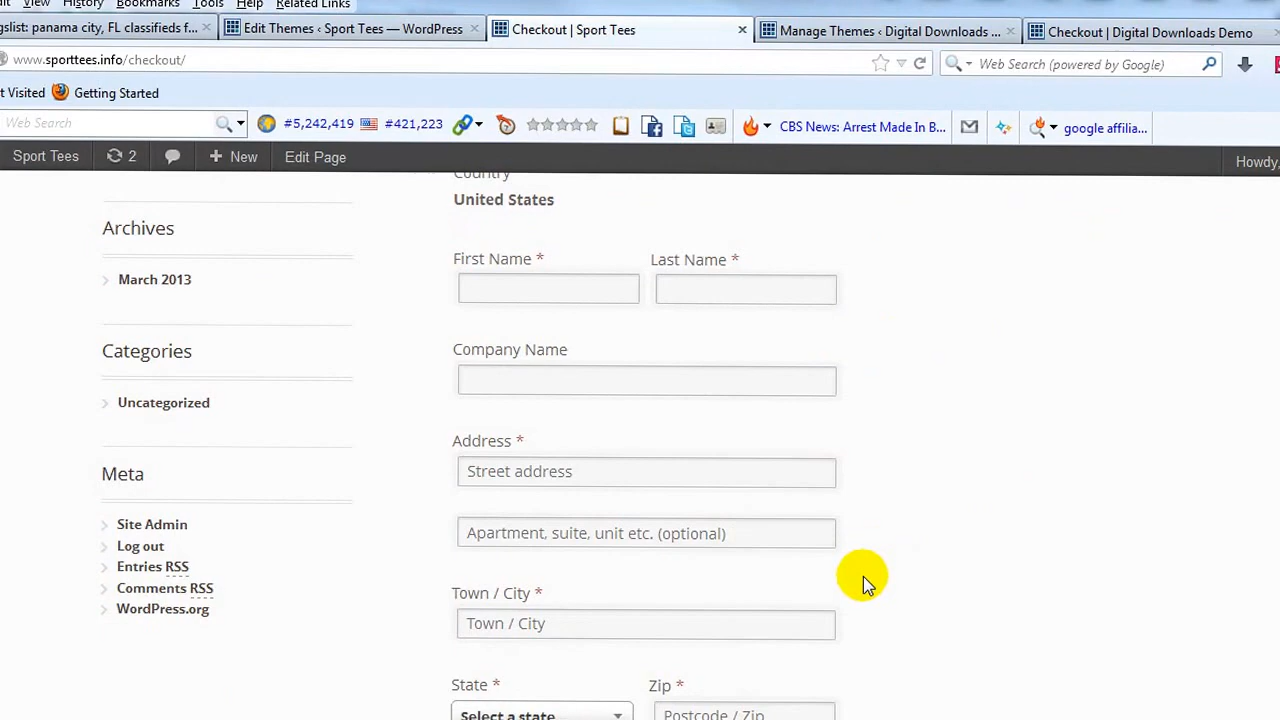 dit View History Bookmarks Tools Help Related Links
gslist: panama city, FL classifieds f... × Edit Themes ‹ Sport Tees — WordPress × Checkout | Sport Tees × Manage Themes ‹ Digital Downloads ... × Checkout | Digital Downloads Demo
www.sporttees.info/checkout/ Web Search (powered by Google)
t Visited Getting Started
Web Search #5,242,419 #421,223 CBS News: Arrest Made In B... google affilia...
Sport Tees 2 + New Edit Page Howdy,
Country
United States
Archives
March 2013
Categories
Uncategorized
Meta
Site Admin
Log out
Entries RSS
Comments RSS
WordPress.org
First Name * Last Name *
Company Name
Address *
Street address
Apartment, suite, unit etc. (optional)
Town / City *
Town / City
State * Zip *
Select a state Postcode / Zip